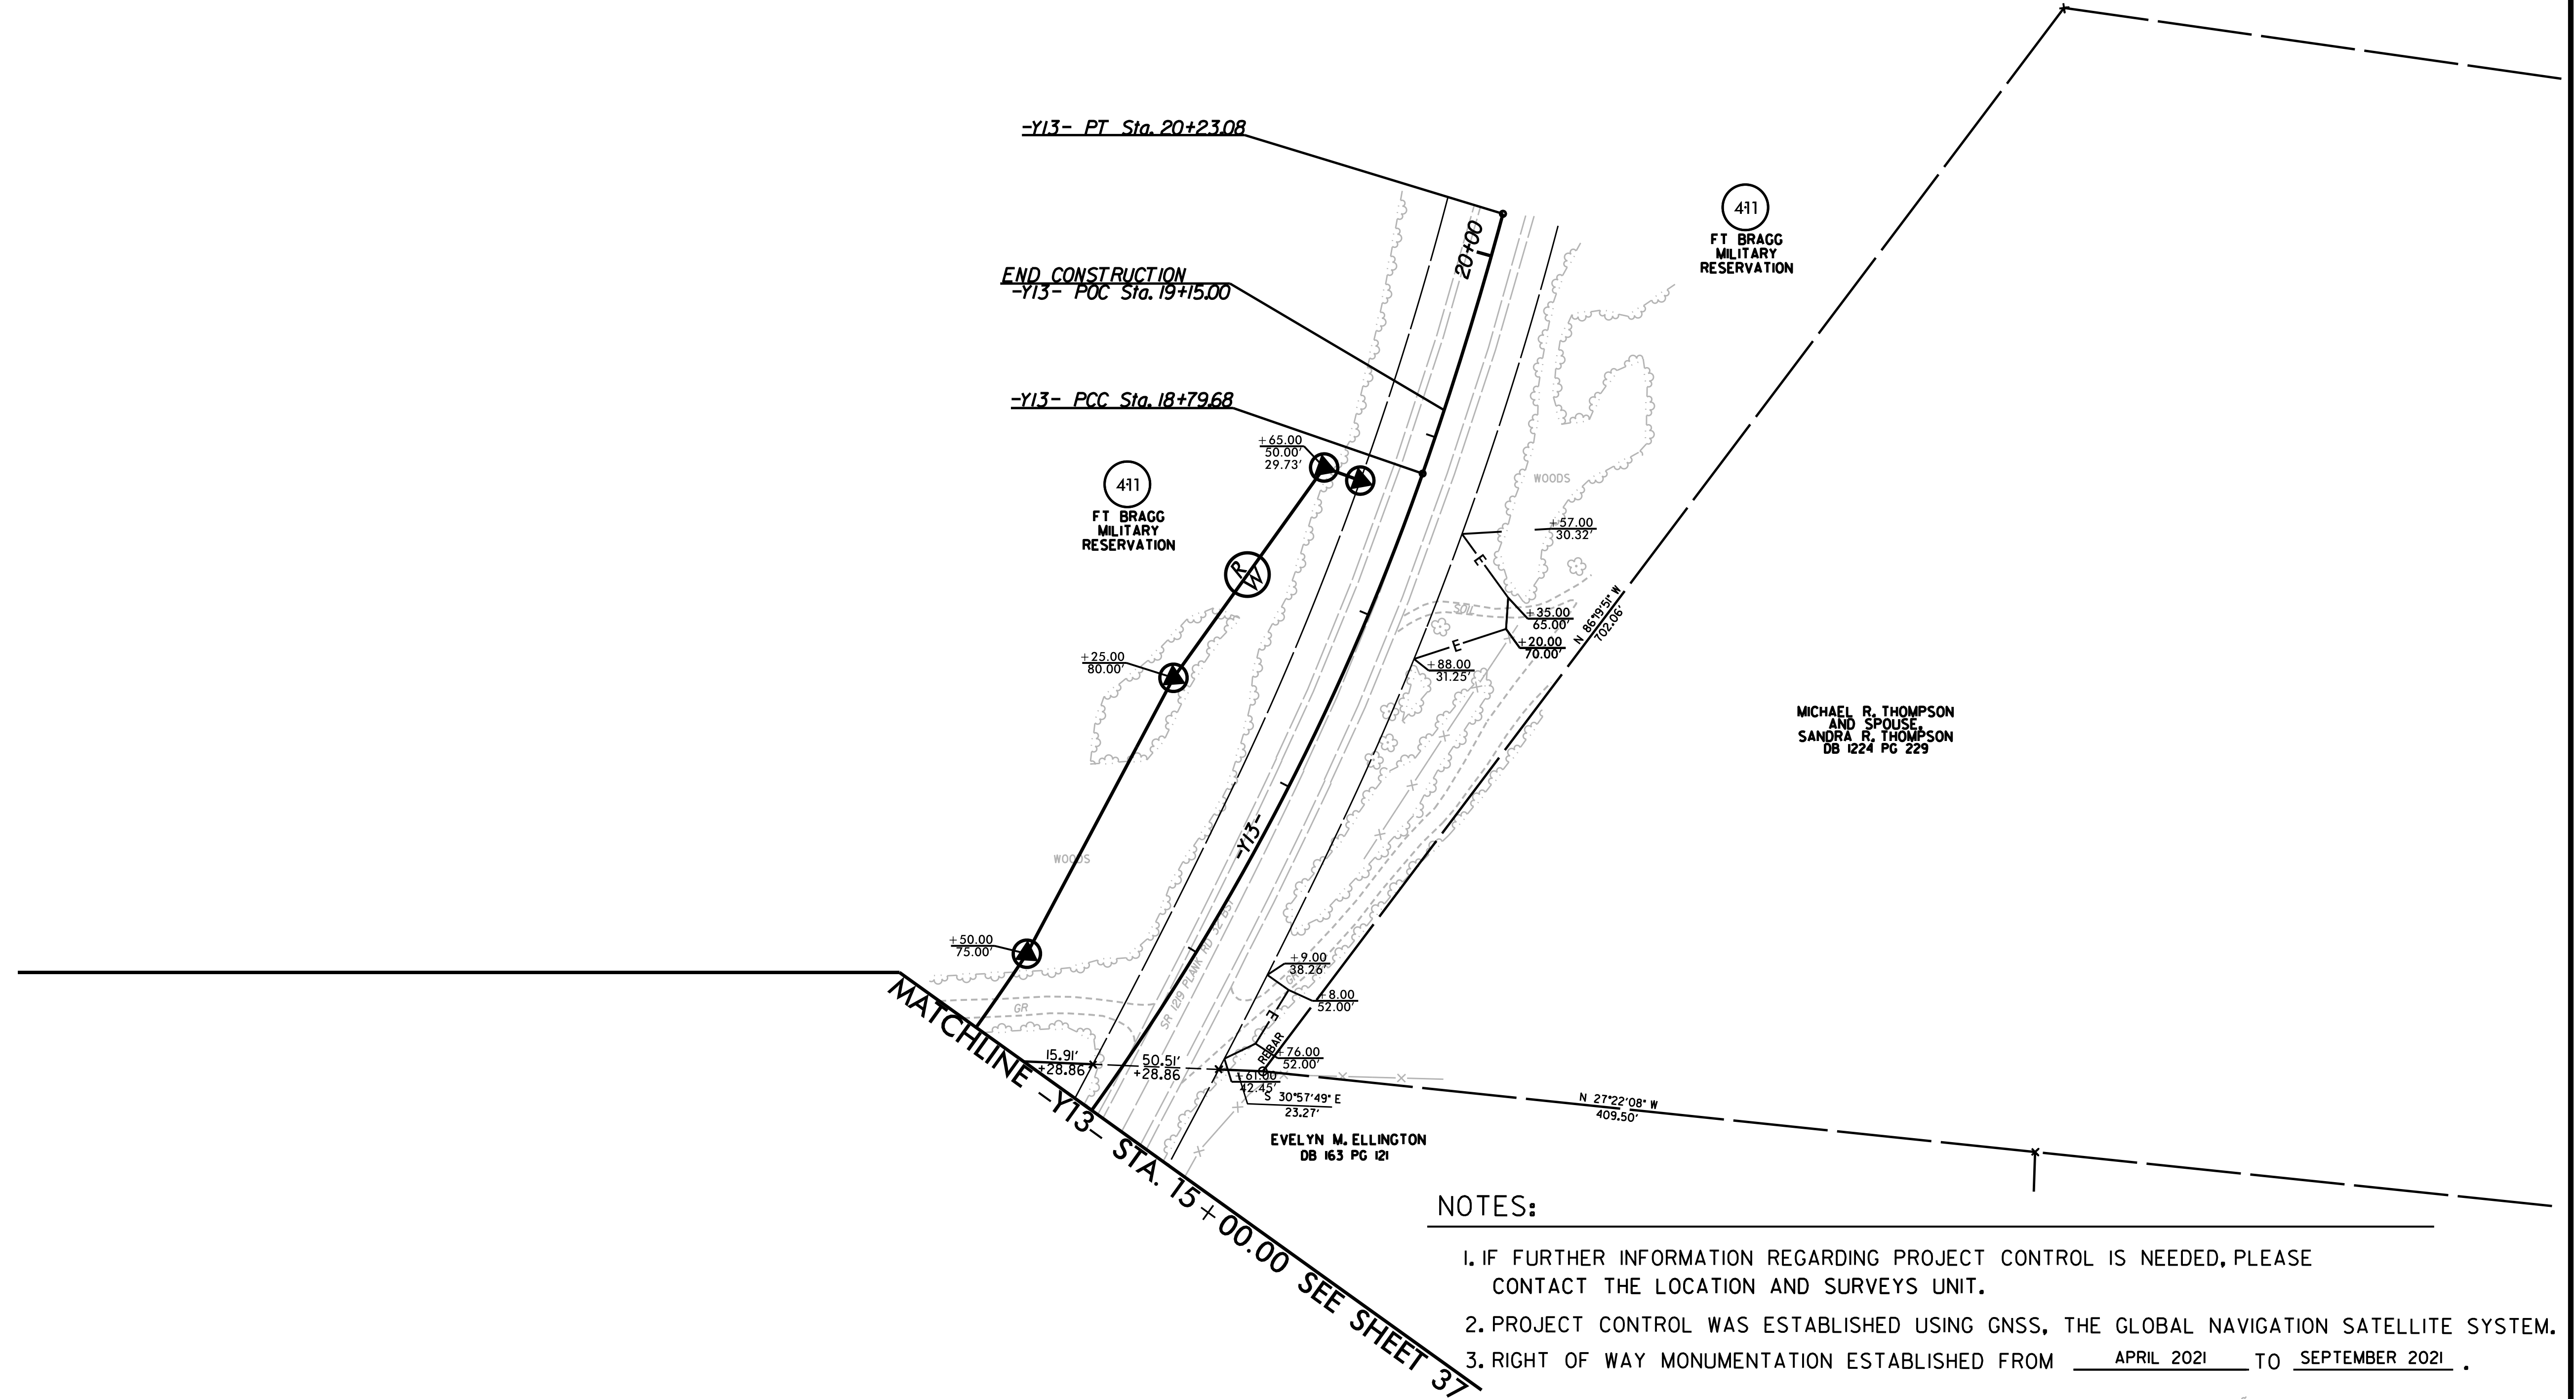 -Y13- PT Sta. 20+23.08
20+00
411
FT BRAGG
MILITARY
RESERVATION
END CONSTRUCTION
-Y13- POC Sta. 19+15.00
-Y13- PCC Sta. 18+79.68
+65.00
50.00'
29.73'
411
FT BRAGG
MILITARY
RESERVATION
WOODS
+57.00
30.32'
E
R/W
SOIL
+35.00
65.00'
N 86°19'51" W
702.06'
+20.00
70.00'
E
+88.00
31.25'
+25.00
80.00'
MICHAEL R. THOMPSON
AND SPOUSE,
SANDRA R. THOMPSON
DB 1224 PG 229
-Y13-
WOODS
SR 1219 PLANK RD 32' BST
+50.00
75.00'
+9.00
38.26'
GR
+8.00
52.00'
GR
E
REBAR
+76.00
52.00'
15.91'
+28.86
50.51'
+28.86
+61.00
42.45'
S 30°57'49" E
23.27'
N 27°22'08" W
409.50'
EVELYN M. ELLINGTON
DB 163 PG 121
MATCHLINE -Y13- STA. 15+00.00 SEE SHEET 37
NOTES:
1. IF FURTHER INFORMATION REGARDING PROJECT CONTROL IS NEEDED, PLEASE
CONTACT THE LOCATION AND SURVEYS UNIT.
2. PROJECT CONTROL WAS ESTABLISHED USING GNSS, THE GLOBAL NAVIGATION SATELLITE SYSTEM.
3. RIGHT OF WAY MONUMENTATION ESTABLISHED FROM APRIL 2021 TO SEPTEMBER 2021 .